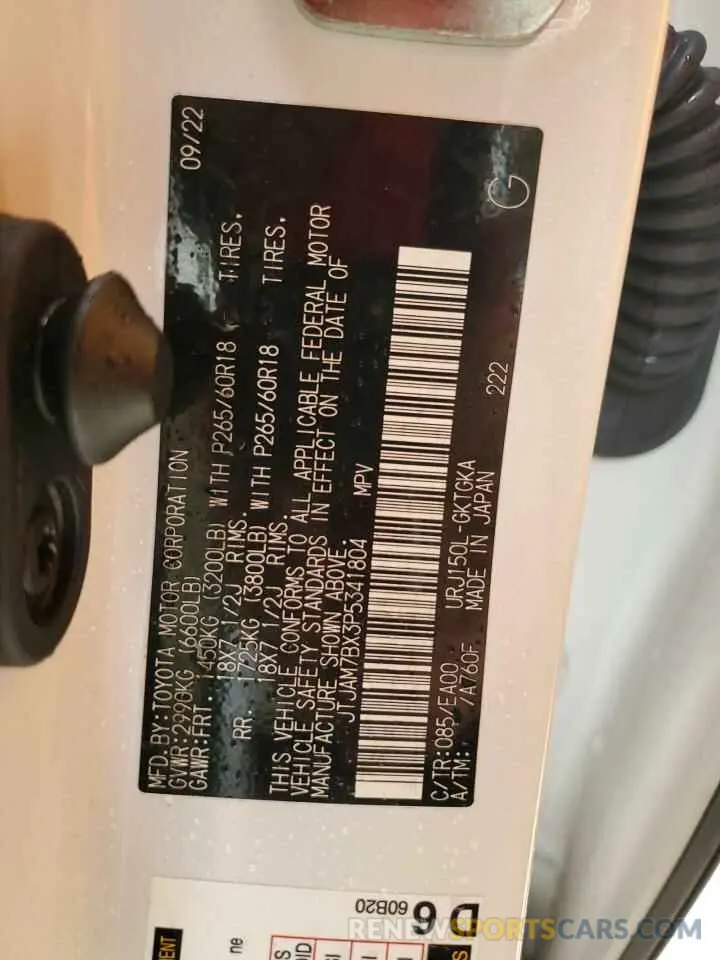 MFD. BY:TOYOTA MOTOR CORPORATION 09/22
GVWR:2990KG (6600LB)
GAWR:FRT. 1450KG (3200LB) WITH P265/60R18 TIRES,
18X7 1/2J RIMS.
RR. 1725KG (3800LB) WITH P265/60R18 TIRES,
18X7 1/2J RIMS.
THIS VEHICLE CONFORMS TO ALL APPLICABLE FEDERAL MOTOR
VEHICLE SAFETY STANDARDS IN EFFECT ON THE DATE OF
MANUFACTURE SHOWN ABOVE.
JTJAM7BX3P5341804 MPV
C/TR:085/EA00 URJ150L-GKTGKA 222
A/TM: /A760F MADE IN JAPAN
G
D6
60B20
ne
RENEWSPORTSCARS.COM